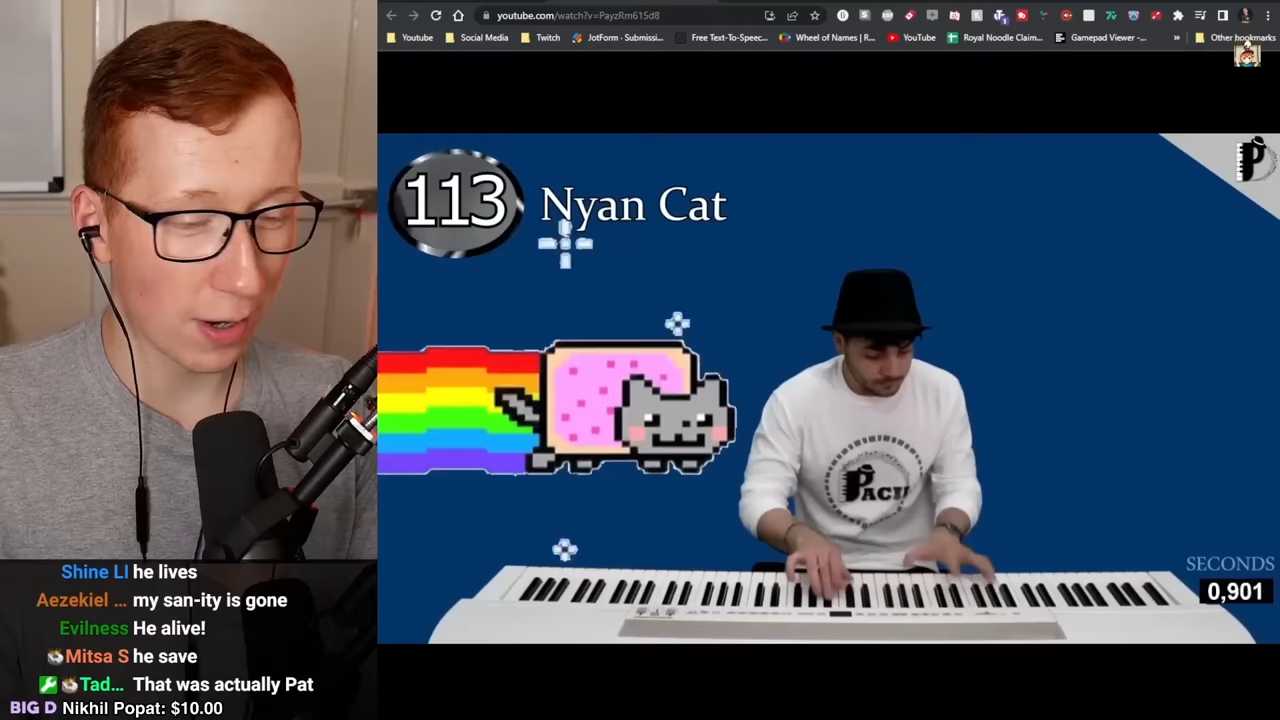 youtube.com/watch?v=PayzRm615d8
Youtube
Social Media
Twitch
JotForm · Submissi...
Free Text-To-Speec...
Wheel of Names | R...
YouTube
Royal Noodle Claim...
Gamepad Viewer -...
»
Other bookmarks
113
Nyan Cat
P
PACIL
SECONDS
0,901
Shine LI he lives
Aezekiel ... my san-ity is gone
Evilness He alive!
Mitsa S he save
Tad... That was actually Pat
BIG D Nikhil Popat: $10.00